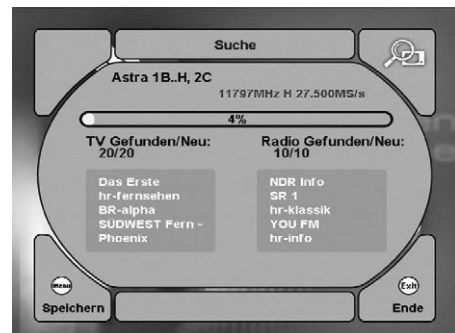 Suche
Astra 1B..H, 2C
11797MHz H 27.500MS/s
4%
TV Gefunden/Neu:
20/20
Radio Gefunden/Neu:
10/10
Das Erste
hr-fernsehen
BR-alpha
SÜDWEST Fern -
Phoenix
NDR Info
SR 1
hr-klassik
YOU FM
hr-info
Menu
Speichern
Exit
Ende